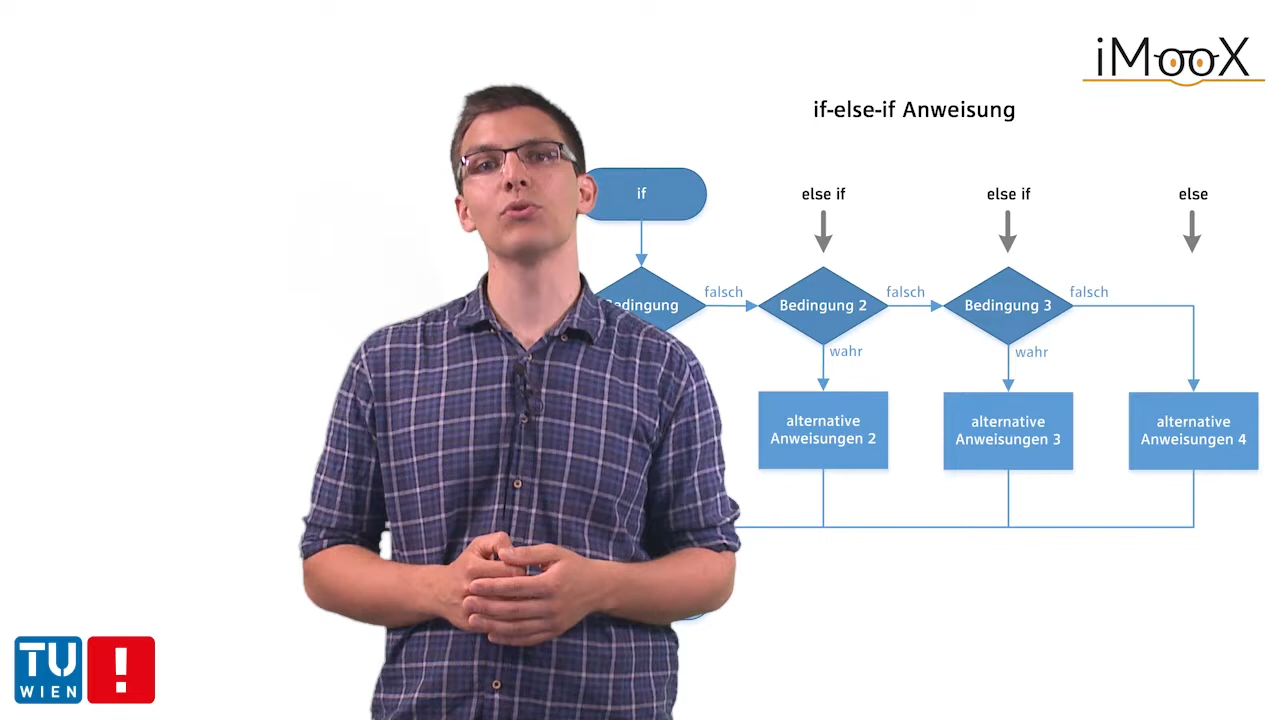 iMooX
if-else-if Anweisung
if
else if
else if
else
Bedingung
falsch
Bedingung 2
falsch
Bedingung 3
falsch
wahr
wahr
alternative
Anweisungen 2
alternative
Anweisungen 3
alternative
Anweisungen 4
TU
WIEN
!